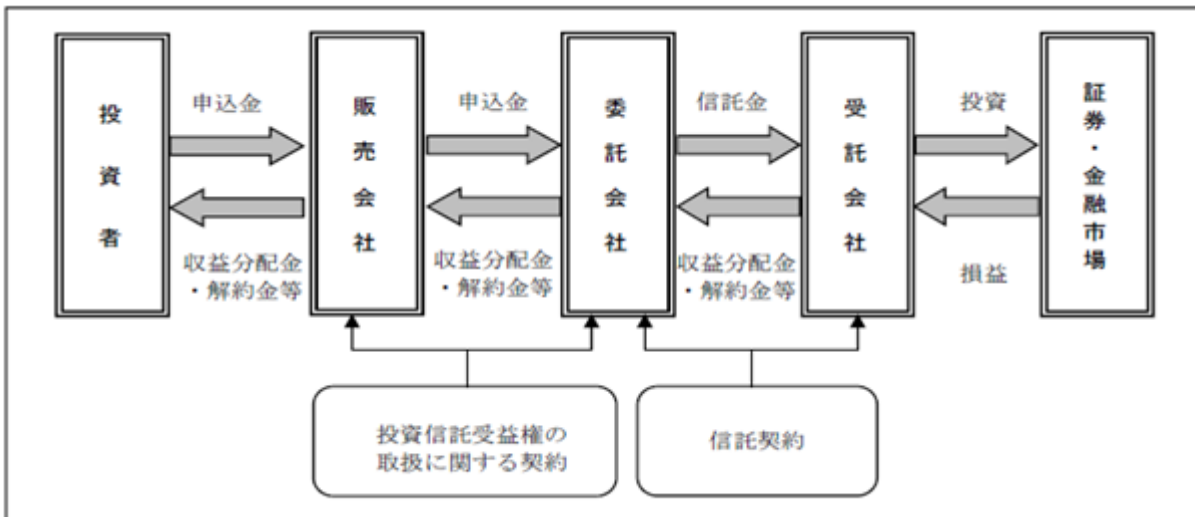 投資者
申込金
収益分配金
・解約金等
販売会社
申込金
収益分配金
・解約金等
委託会社
信託金
収益分配金
・解約金等
受託会社
投資
損益
証券・金融市場
投資信託受益権の
取扱に関する契約
信託契約